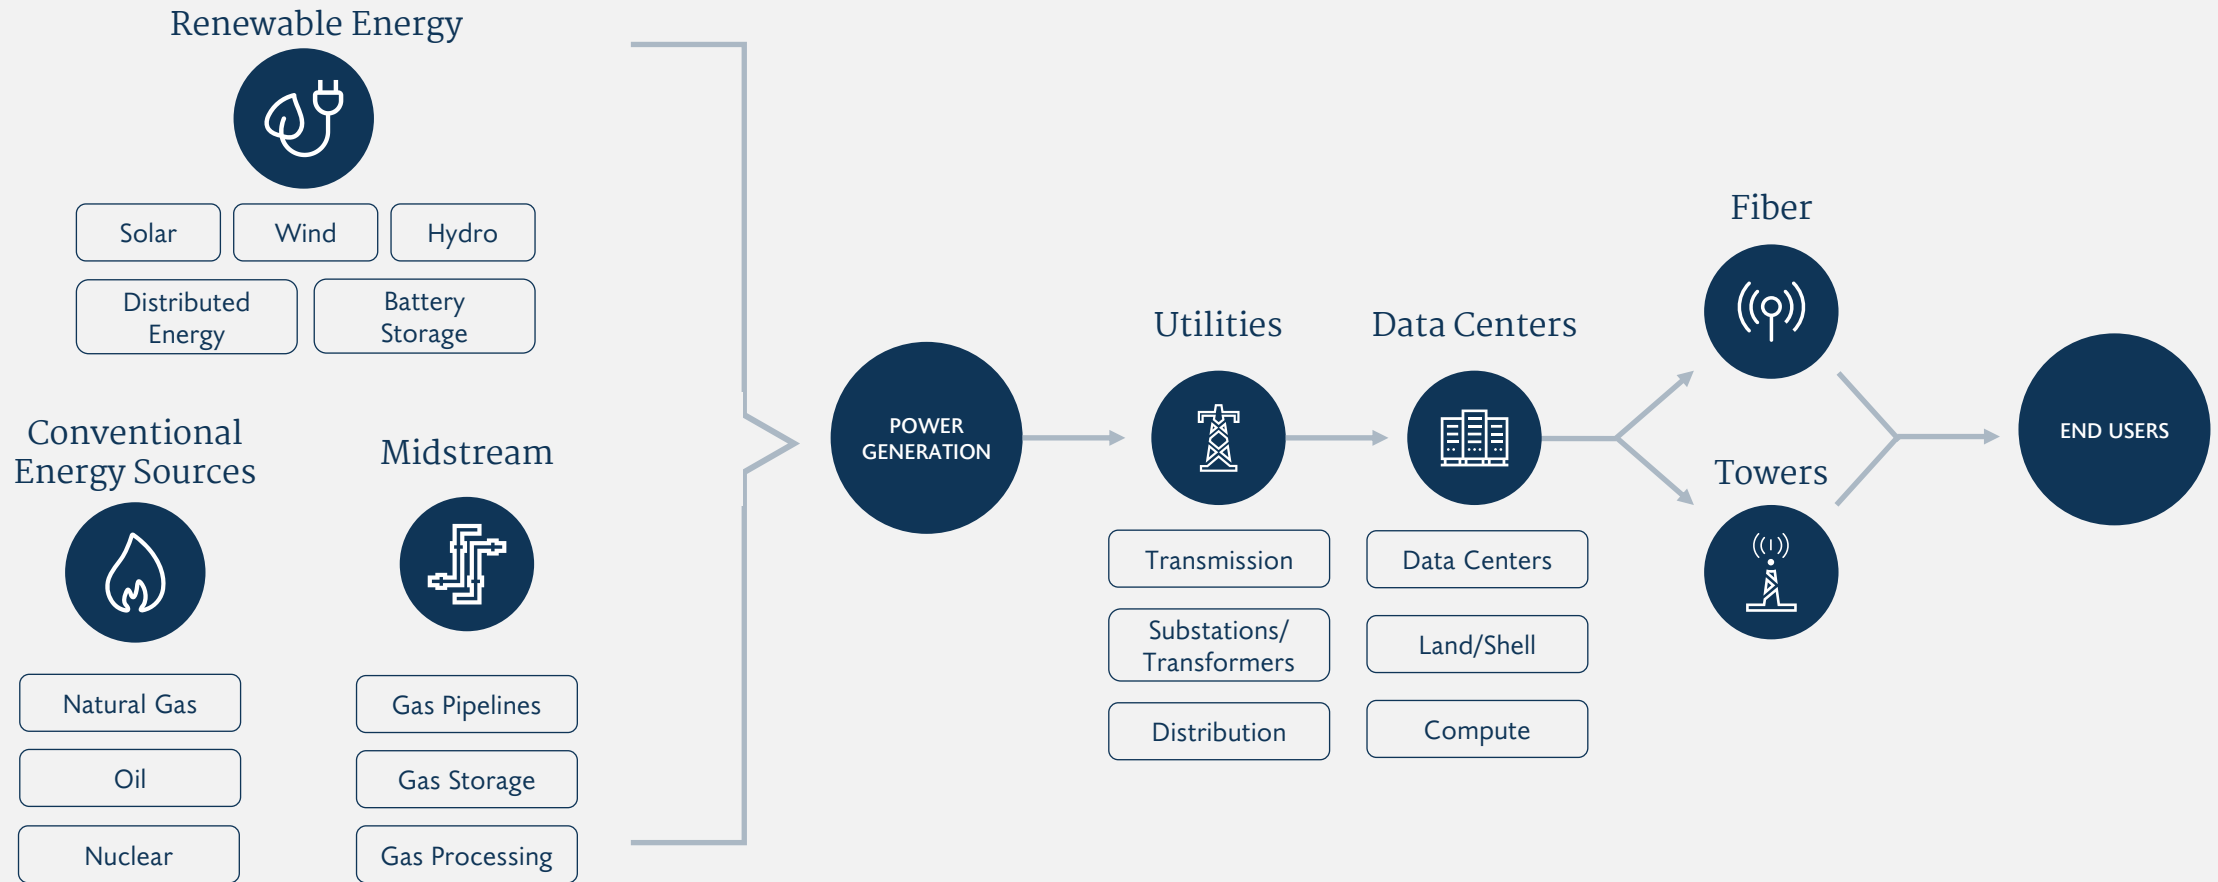 Renewable Energy
Solar
Wind
Hydro
Distributed
Energy
Battery
Storage
Conventional
Energy Sources
Natural Gas
Oil
Nuclear
Midstream
Gas Pipelines
Gas Storage
Gas Processing
POWER
GENERATION
Utilities
Transmission
Substations/
Transformers
Distribution
Data Centers
Data Centers
Land/Shell
Compute
Fiber
Towers
END USERS